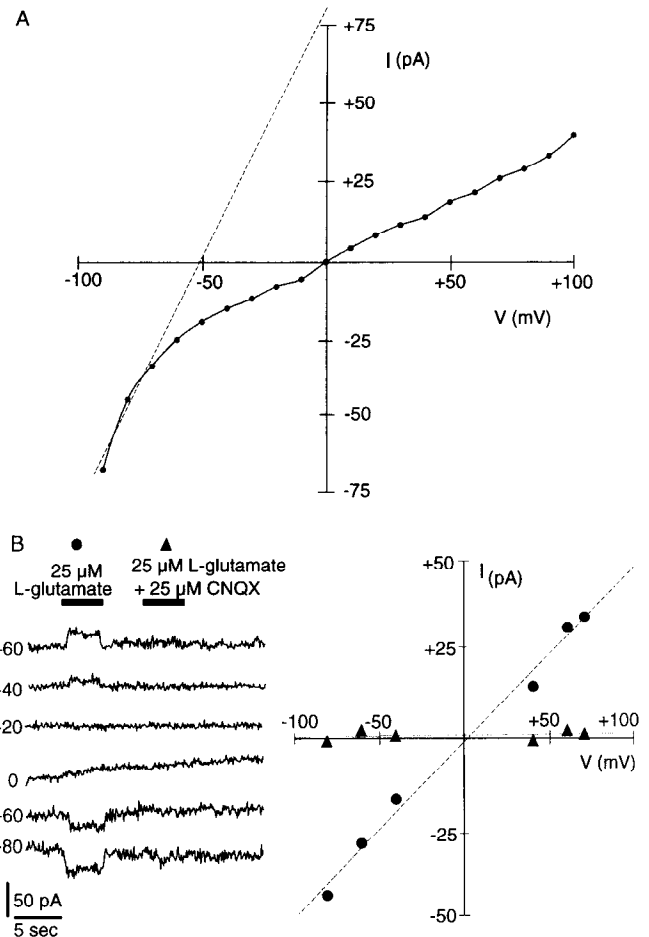 A
+75
I (pA)
+50
+25
-100
-50
+50
+100
V (mV)
-25
-50
-75
B
25 µM
L-glutamate
25 µM L-glutamate
+ 25 µM CNQX
-60
-40
-20
0
-60
-80
50 pA
5 sec
+50
I (pA)
+25
-100
-50
+50
+100
V (mV)
-25
-50